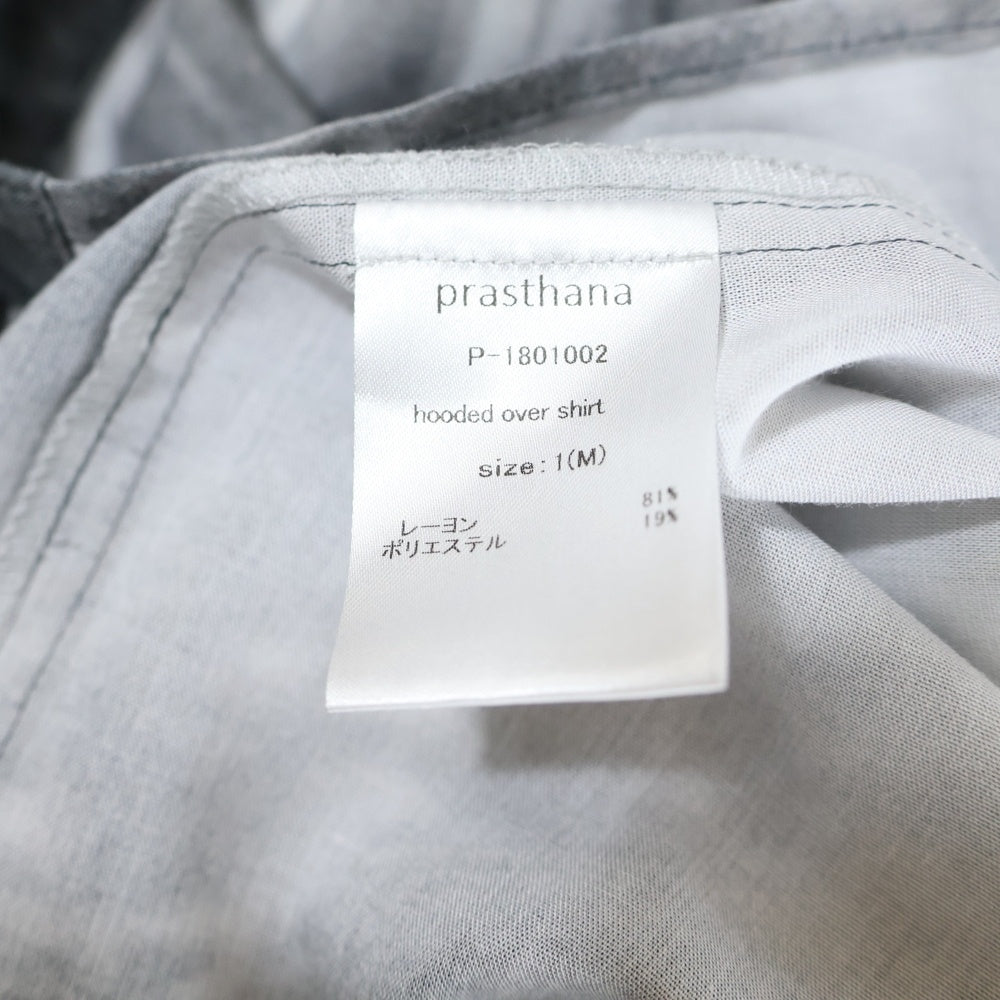 prasthana
P-1801002
hooded over shirt
size:1(M)
レーヨン 81%
ポリエステル 19%